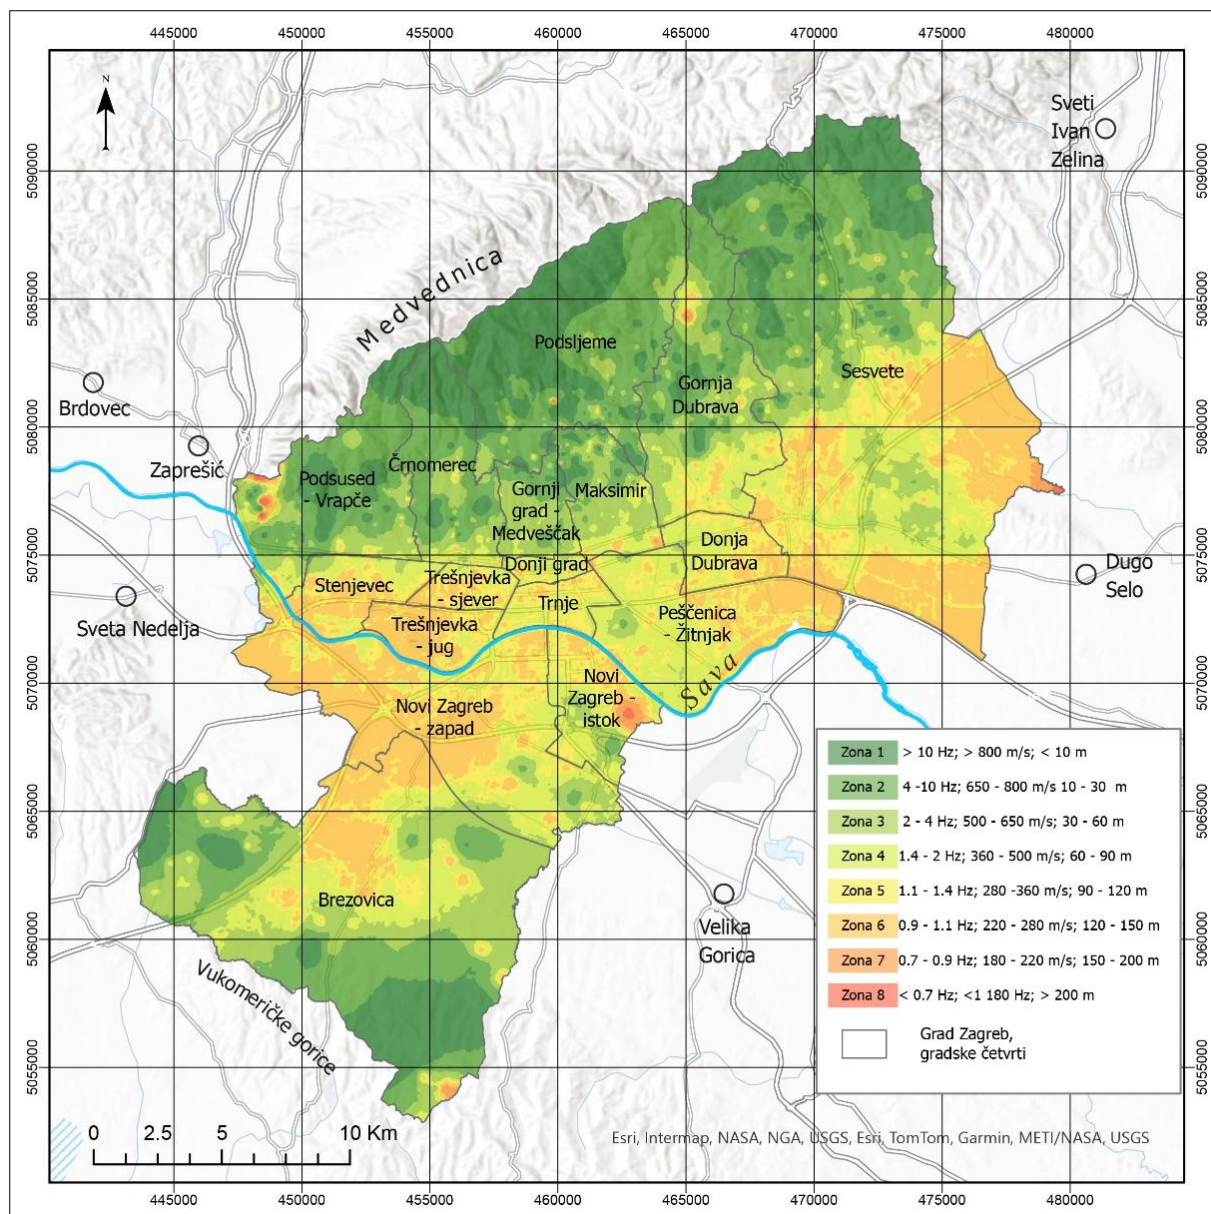 445000 450000 455000 460000 465000 470000 475000 480000
5090000
5085000
5080000
5075000
5070000
5065000
5060000
5055000
N
Sveti
Ivan
Zelina
Medvednica
Podsljeme
Brdovec
Gornja
Dubrava
Sesvete
Zaprešić
Podsused
- Vrapče
Črnomerec
Gornji
grad -
Medveščak
Maksimir
Donji grad
Donja
Dubrava
Dugo
Selo
Stenjevec
Trešnjevka
- sjever
Trnje
Sveta Nedelja
Trešnjevka
- jug
Peščenica
- Žitnjak
Novi
Zagreb -
istok
Sava
Novi Zagreb
- zapad
Brezovica
Velika
Gorica
Vukomeričke gorice
Zona 1 > 10 Hz; > 800 m/s; < 10 m
Zona 2 4 -10 Hz; 650 - 800 m/s 10 - 30 m
Zona 3 2 - 4 Hz; 500 - 650 m/s; 30 - 60 m
Zona 4 1.4 - 2 Hz; 360 - 500 m/s; 60 - 90 m
Zona 5 1.1 - 1.4 Hz; 280 -360 m/s; 90 - 120 m
Zona 6 0.9 - 1.1 Hz; 220 - 280 m/s; 120 - 150 m
Zona 7 0.7 - 0.9 Hz; 180 - 220 m/s; 150 - 200 m
Zona 8 < 0.7 Hz; <1 180 Hz; > 200 m
Grad Zagreb,
gradske četvrti
0 2.5 5 10 Km
Esri, Intermap, NASA, NGA, USGS, Esri, TomTom, Garmin, METI/NASA, USGS
5090000
5085000
5080000
5075000
5070000
5065000
5060000
5055000
445000 450000 455000 460000 465000 470000 475000 480000